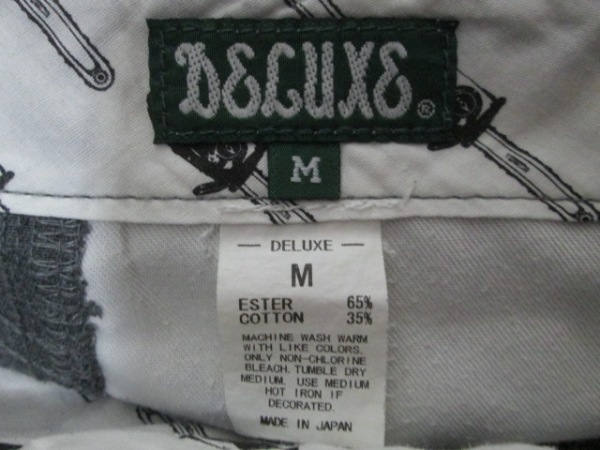 DELUXE®
M
— DELUXE —
M
ESTER 65%
COTTON 35%
MACHINE WASH WARM
WITH LIKE COLORS.
ONLY NON-CHLORINE
BLEACH. TUMBLE DRY
MEDIUM. USE MEDIUM
HOT IRON IF
DECORATED.
MADE IN JAPAN